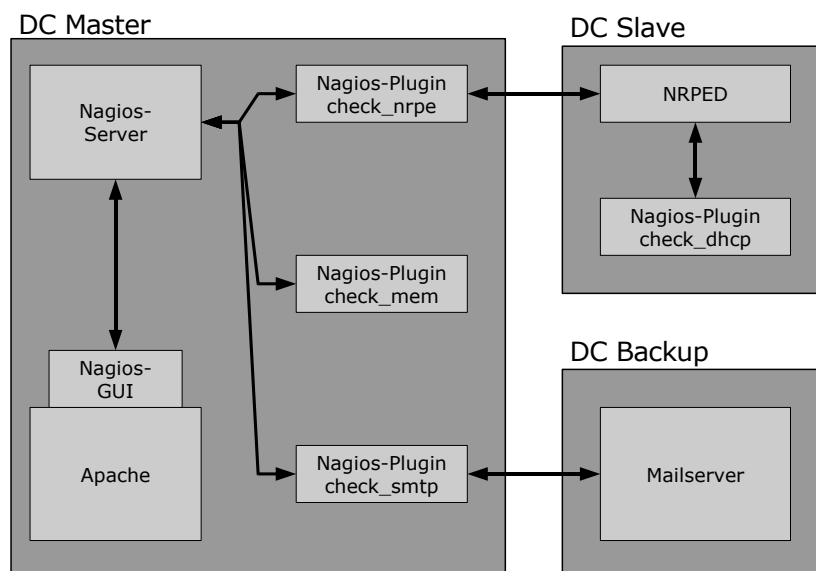 DC Master
Nagios-
Server
Nagios-Plugin
check_nrpe
Nagios-Plugin
check_mem
Nagios-
GUI
Apache
Nagios-Plugin
check_smtp
DC Slave
NRPED
Nagios-Plugin
check_dhcp
DC Backup
Mailserver